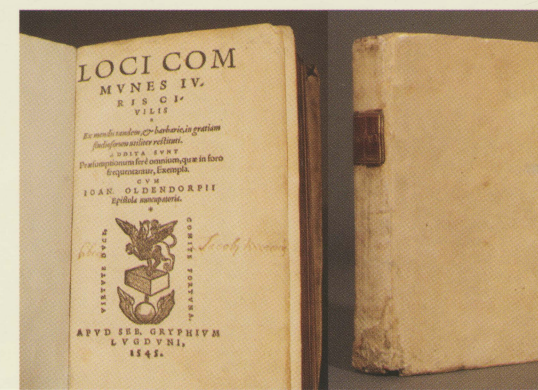 LOCI COM
MVNES IV-
RIS CI-
VILIS
Ex mendis tandem, & barbarie, in gratiam
studiosorum utiliter restituti.
ADDITA SUNT
Præsumptionum ferè omnium, quæ in foro
frequentantur, Exempla.
CVM
IOAN. OLDENDORPII
Epistola nuncupatoria.
VIRTVTE DVCE,
COMITE FORTVNA.
APVD SEB. GRYPHIVM
LVGDVNI,
1545.